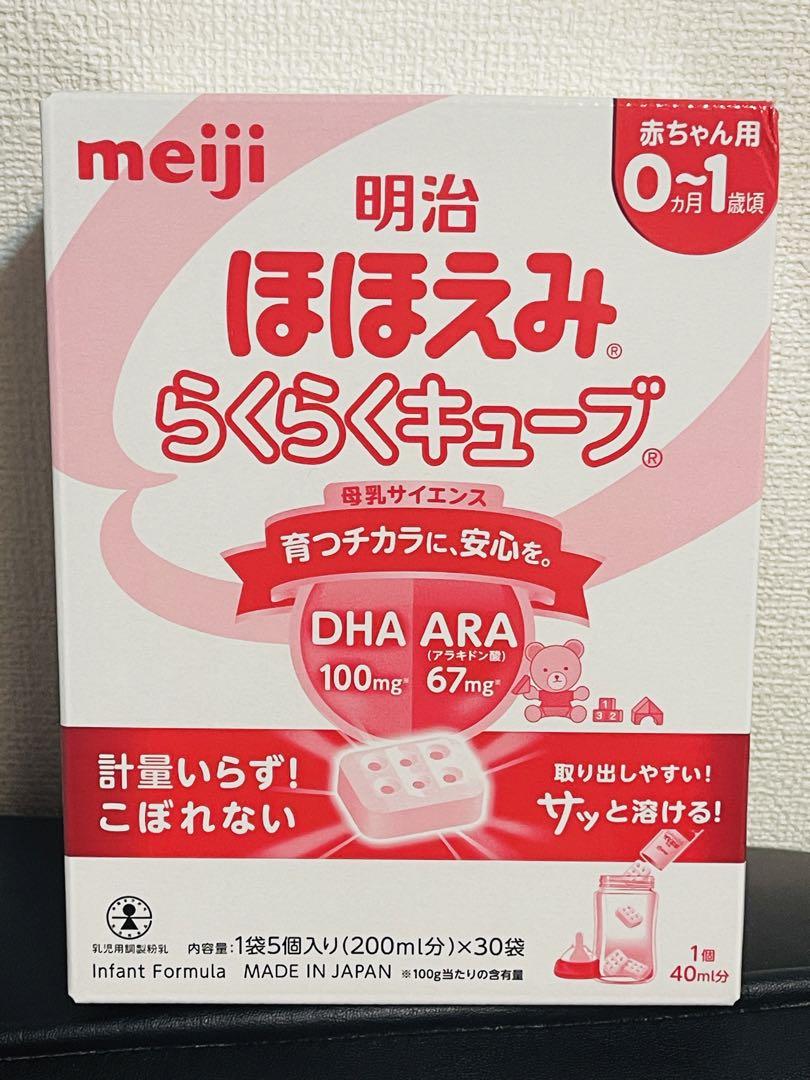 meiji
赤ちゃん用
0ヵ月~1歳頃
明治
ほほえみ®
らくらくキューブ®
母乳サイエンス
育つチカラに、安心を。
DHA
100mg※
ARA
(アラキドン酸)
67mg※
1
3 2
計量いらず!
こぼれない
取り出しやすい!
サッと溶ける!
乳児用調製粉乳
内容量:1袋5個入り(200ml分)×30袋
Infant Formula MADE IN JAPAN ※100g当たりの含有量
1個
40ml分